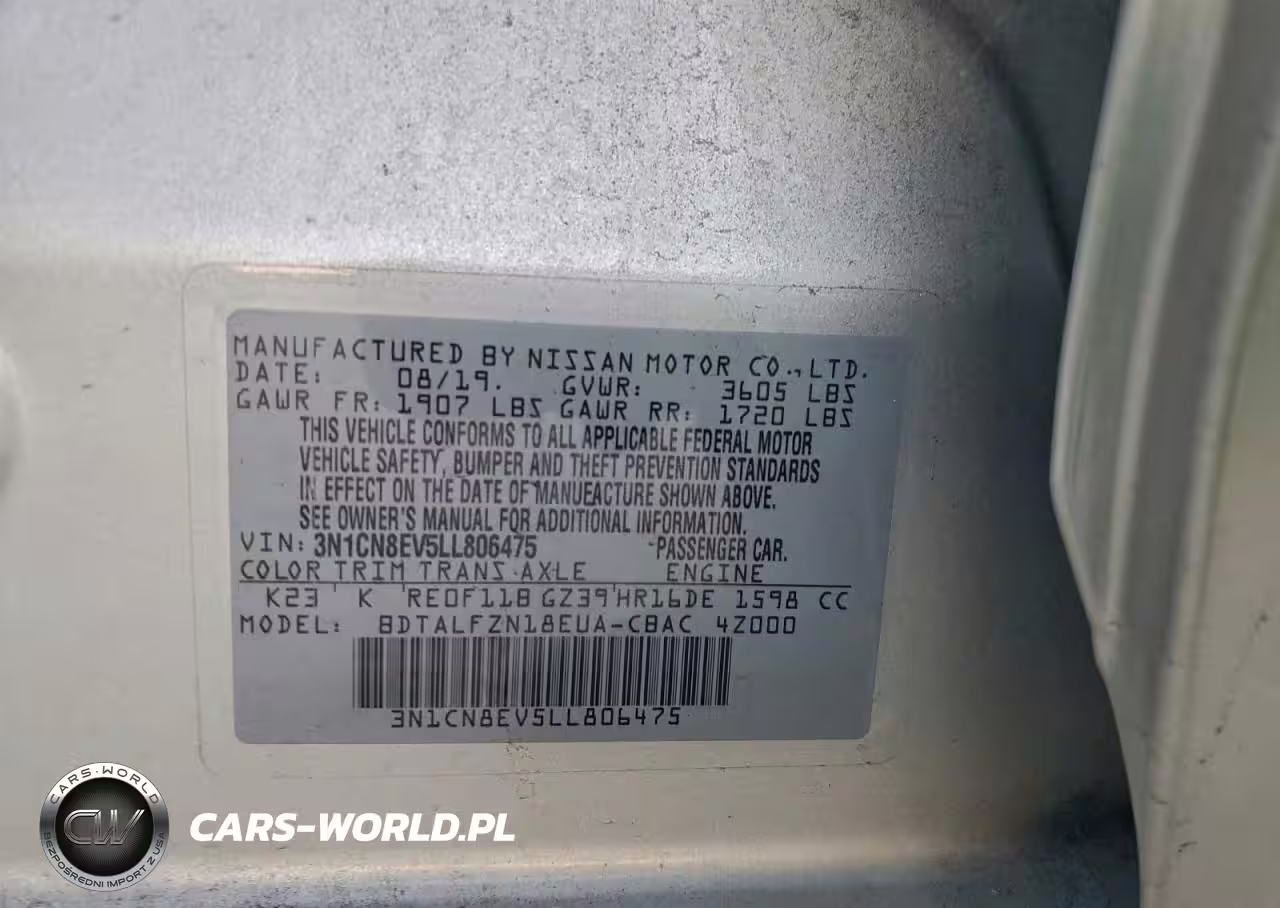 MANUFACTURED BY NISSAN MOTOR CO., LTD.
DATE: 08/19. GVWR: 3605 LBS
GAWR FR: 1907 LBS GAWR RR: 1720 LBS
THIS VEHICLE CONFORMS TO ALL APPLICABLE FEDERAL MOTOR
VEHICLE SAFETY, BUMPER AND THEFT PREVENTION STANDARDS
IN EFFECT ON THE DATE OF MANUFACTURE SHOWN ABOVE.
SEE OWNER'S MANUAL FOR ADDITIONAL INFORMATION.
VIN: 3N1CN8EV5LL806475 PASSENGER CAR.
COLOR TRIM TRANS AXLE ENGINE
K23 K RE0F11B GZ39 HR16DE 1598 CC
MODEL: BDTALFZN18EUA-CBAC 4Z000
3N1CN8EV5LL806475
CARS-WORLD
CW
BEZPOŚREDNI IMPORT Z USA
CARS-WORLD.PL